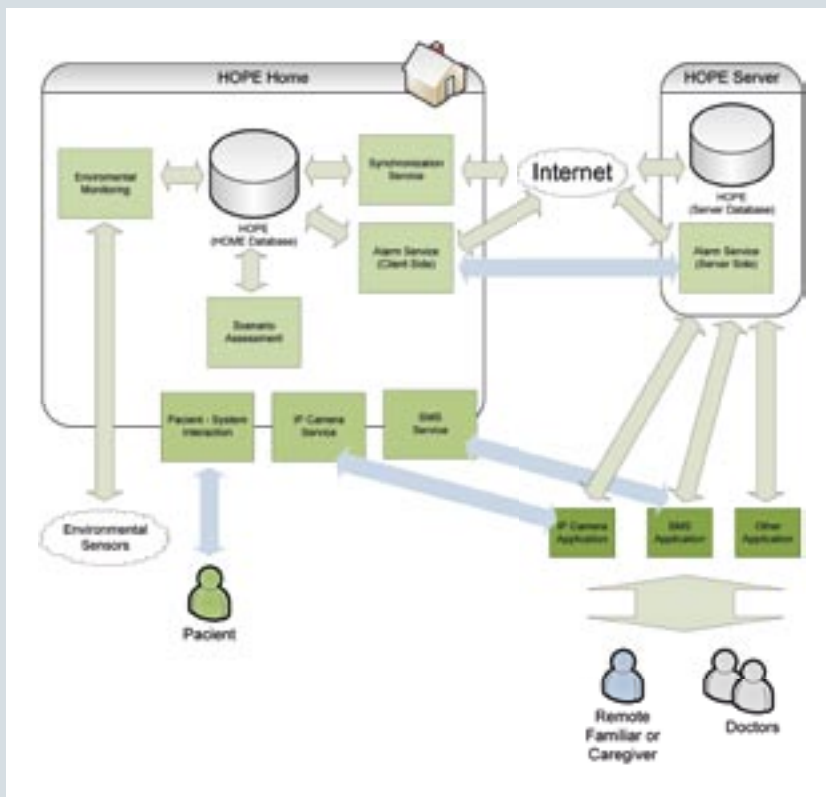 HOPE Home
HOPE Server
Enviromental
Monitoring
HOPE
(HOME Database)
Synchronization
Service
Internet
HOPE
(Server Database)
Alarm Service
(Client Side)
Alarm Service
(Server Side)
Scenario
Assessment
Pacient - System
Interaction
IP Camera
Service
SMS
Service
Environmental
Sensors
IP Camera
Application
SMS
Application
Other
Application
Pacient
Remote
Familiar or
Caregiver
Doctors